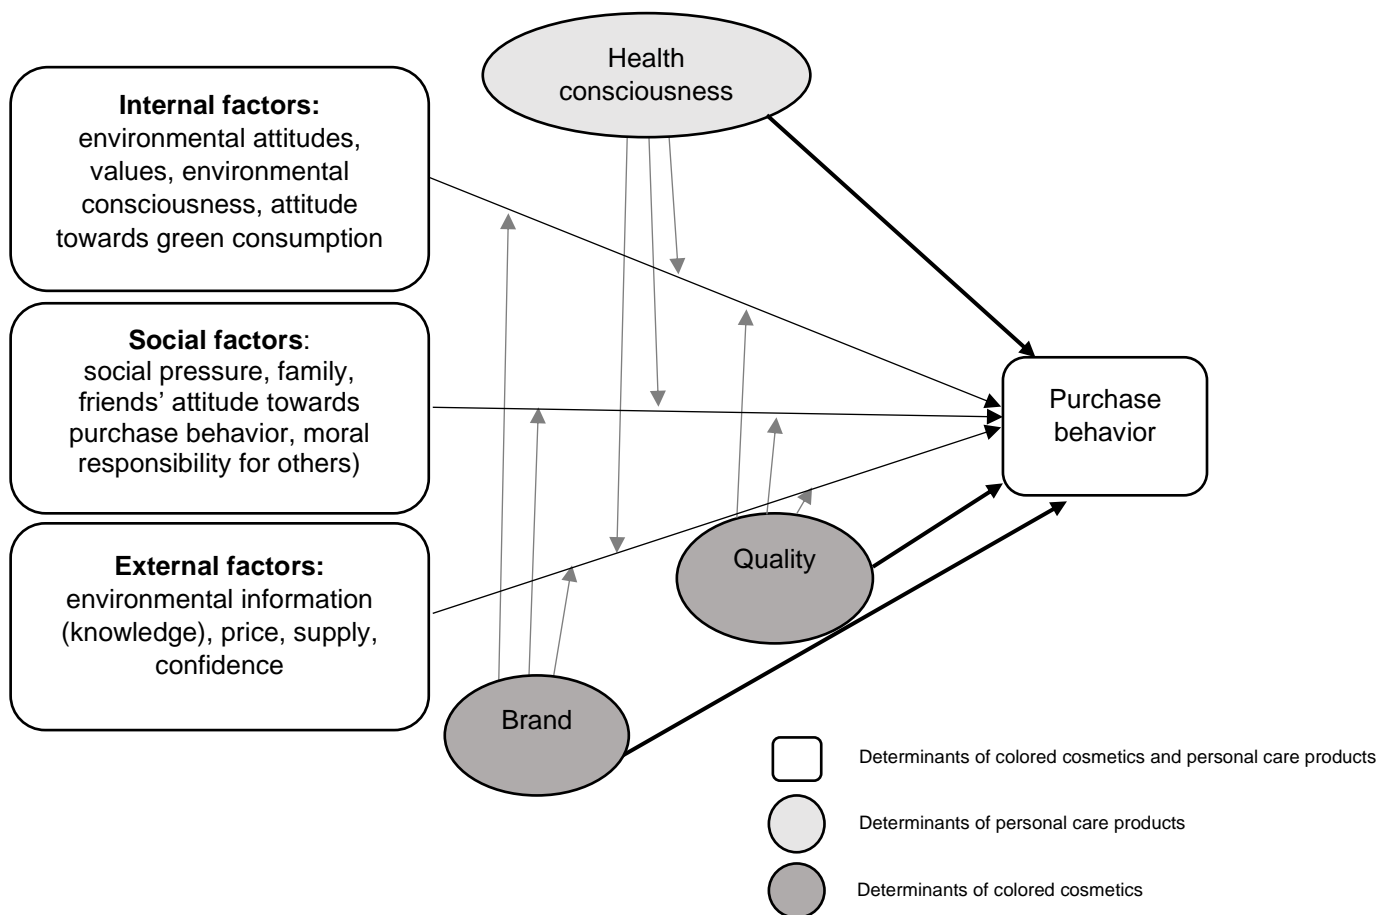 Health
consciousness
Internal factors:
environmental attitudes,
values, environmental
consciousness, attitude
towards green consumption
Social factors:
social pressure, family,
friends’ attitude towards
purchase behavior, moral
responsibility for others)
External factors:
environmental information
(knowledge), price, supply,
confidence
Purchase
behavior
Quality
Brand
Determinants of colored cosmetics and personal care products
Determinants of personal care products
Determinants of colored cosmetics